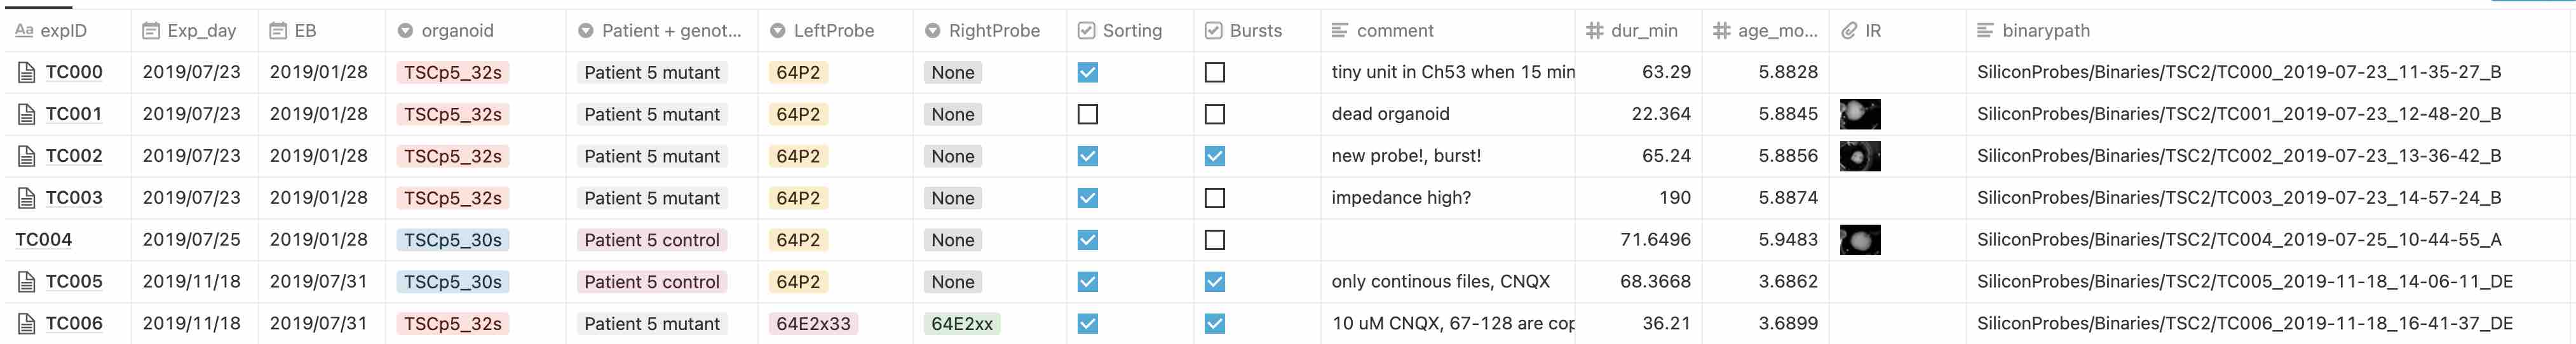 Aa expID Exp_day EB organoid Patient + genot... LeftProbe RightProbe Sorting Bursts comment # dur_min # age_mo... IR binarypath
TC000 2019/07/23 2019/01/28 TSCp5_32s Patient 5 mutant 64P2 None tiny unit in Ch53 when 15 min 63.29 5.8828 SiliconProbes/Binaries/TSC2/TC000_2019-07-23_11-35-27_B
TC001 2019/07/23 2019/01/28 TSCp5_32s Patient 5 mutant 64P2 None dead organoid 22.364 5.8845 SiliconProbes/Binaries/TSC2/TC001_2019-07-23_12-48-20_B
TC002 2019/07/23 2019/01/28 TSCp5_32s Patient 5 mutant 64P2 None new probe!, burst! 65.24 5.8856 SiliconProbes/Binaries/TSC2/TC002_2019-07-23_13-36-42_B
TC003 2019/07/23 2019/01/28 TSCp5_32s Patient 5 mutant 64P2 None impedance high? 190 5.8874 SiliconProbes/Binaries/TSC2/TC003_2019-07-23_14-57-24_B
TC004 2019/07/25 2019/01/28 TSCp5_30s Patient 5 control 64P2 None 71.6496 5.9483 SiliconProbes/Binaries/TSC2/TC004_2019-07-25_10-44-55_A
TC005 2019/11/18 2019/07/31 TSCp5_30s Patient 5 control 64P2 None only continous files, CNQX 68.3668 3.6862 SiliconProbes/Binaries/TSC2/TC005_2019-11-18_14-06-11_DE
TC006 2019/11/18 2019/07/31 TSCp5_32s Patient 5 mutant 64E2x33 64E2xx 10 uM CNQX, 67-128 are cop 36.21 3.6899 SiliconProbes/Binaries/TSC2/TC006_2019-11-18_16-41-37_DE